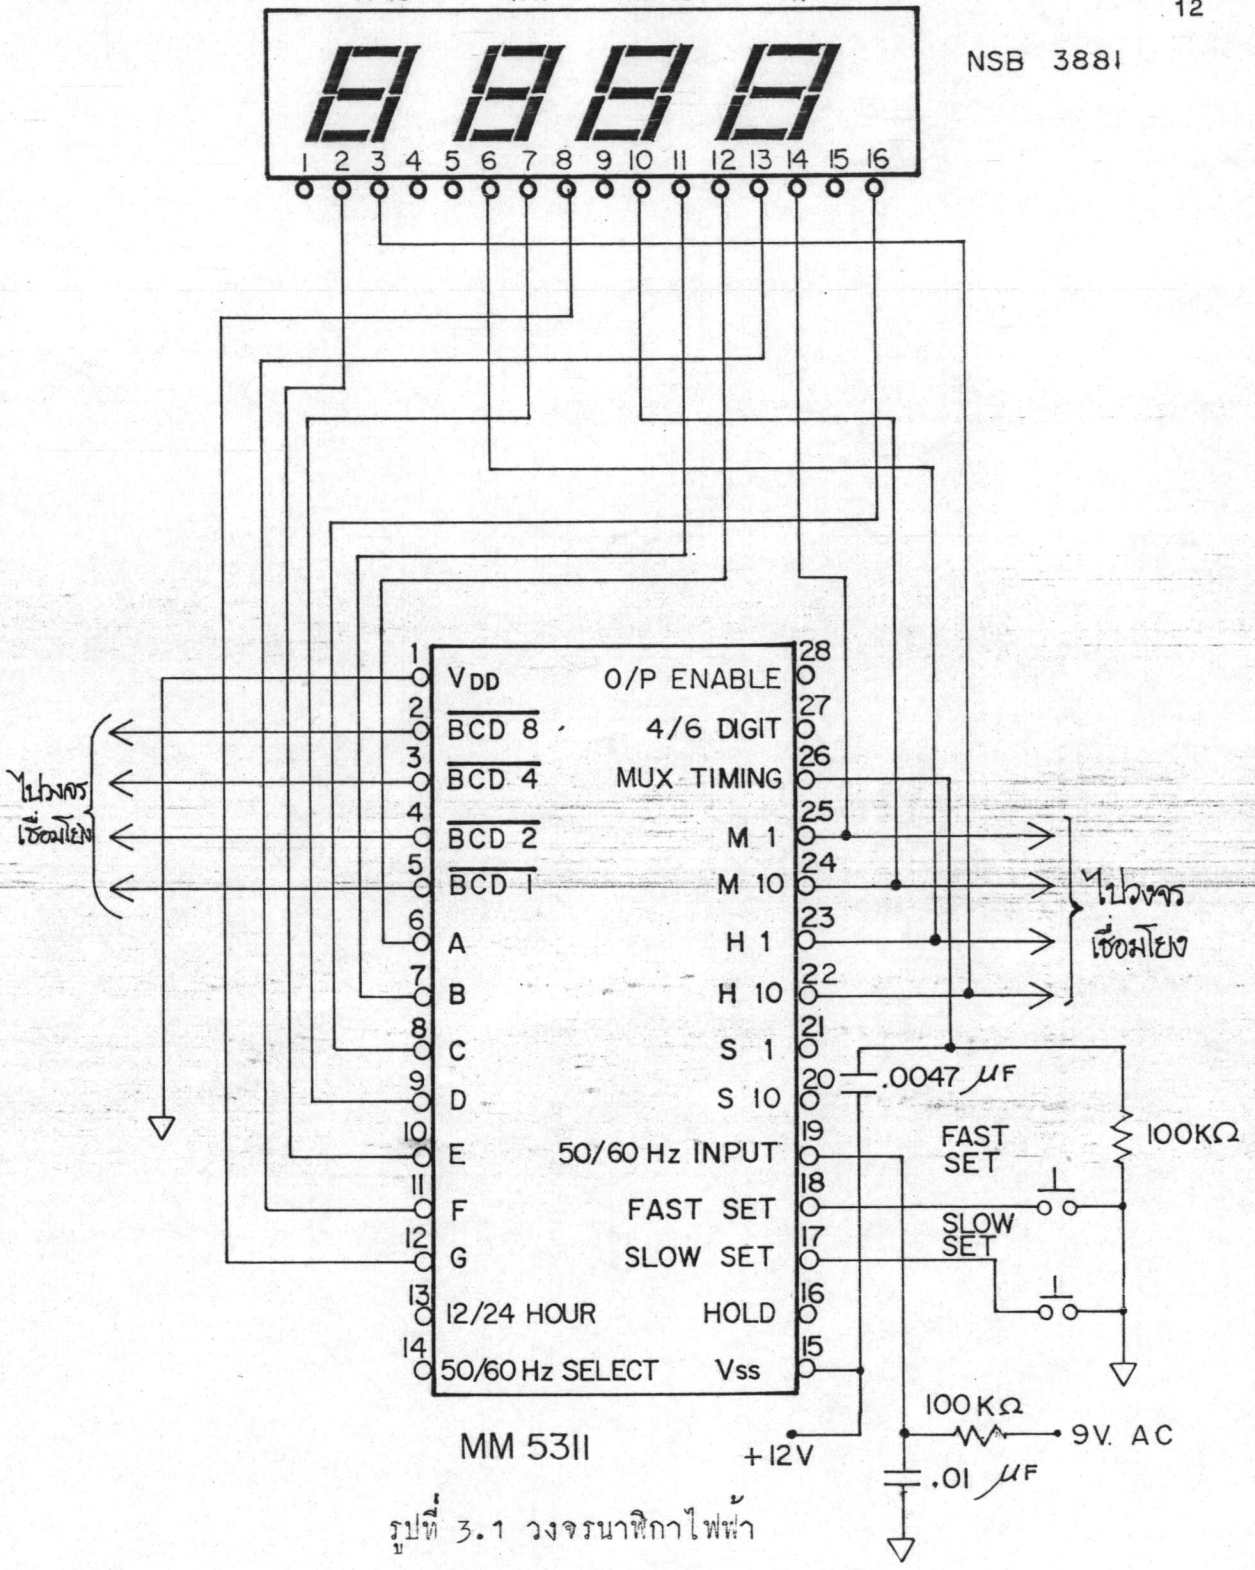 12
NSB 3881
1 2 3 4 5 6 7 8 9 10 11 12 13 14 15 16
1 VDD
2 B̅C̅D̅ ̅8̅
3 B̅C̅D̅ ̅4̅
4 B̅C̅D̅ ̅2̅
5 B̅C̅D̅ ̅1̅
6 A
7 B
8 C
9 D
10 E
11 F
12 G
13 12/24 HOUR
14 50/60 Hz SELECT
O/P ENABLE 28
4/6 DIGIT 27
MUX TIMING 26
M 1 25
M 10 24
H 1 23
H 10 22
S 1 21
S 10 20
50/60 Hz INPUT 19
FAST SET 18
SLOW SET 17
HOLD 16
Vss 15
ไปวงจร
เชื่อมโยง
ไปวงจร
เชื่อมโยง
.0047 μF
100KΩ
FAST
SET
SLOW
SET
100KΩ
9V. AC
+12V
.01 μF
MM 5311
รูปที่ 3.1 วงจรนาฬิกาไฟฟ้า